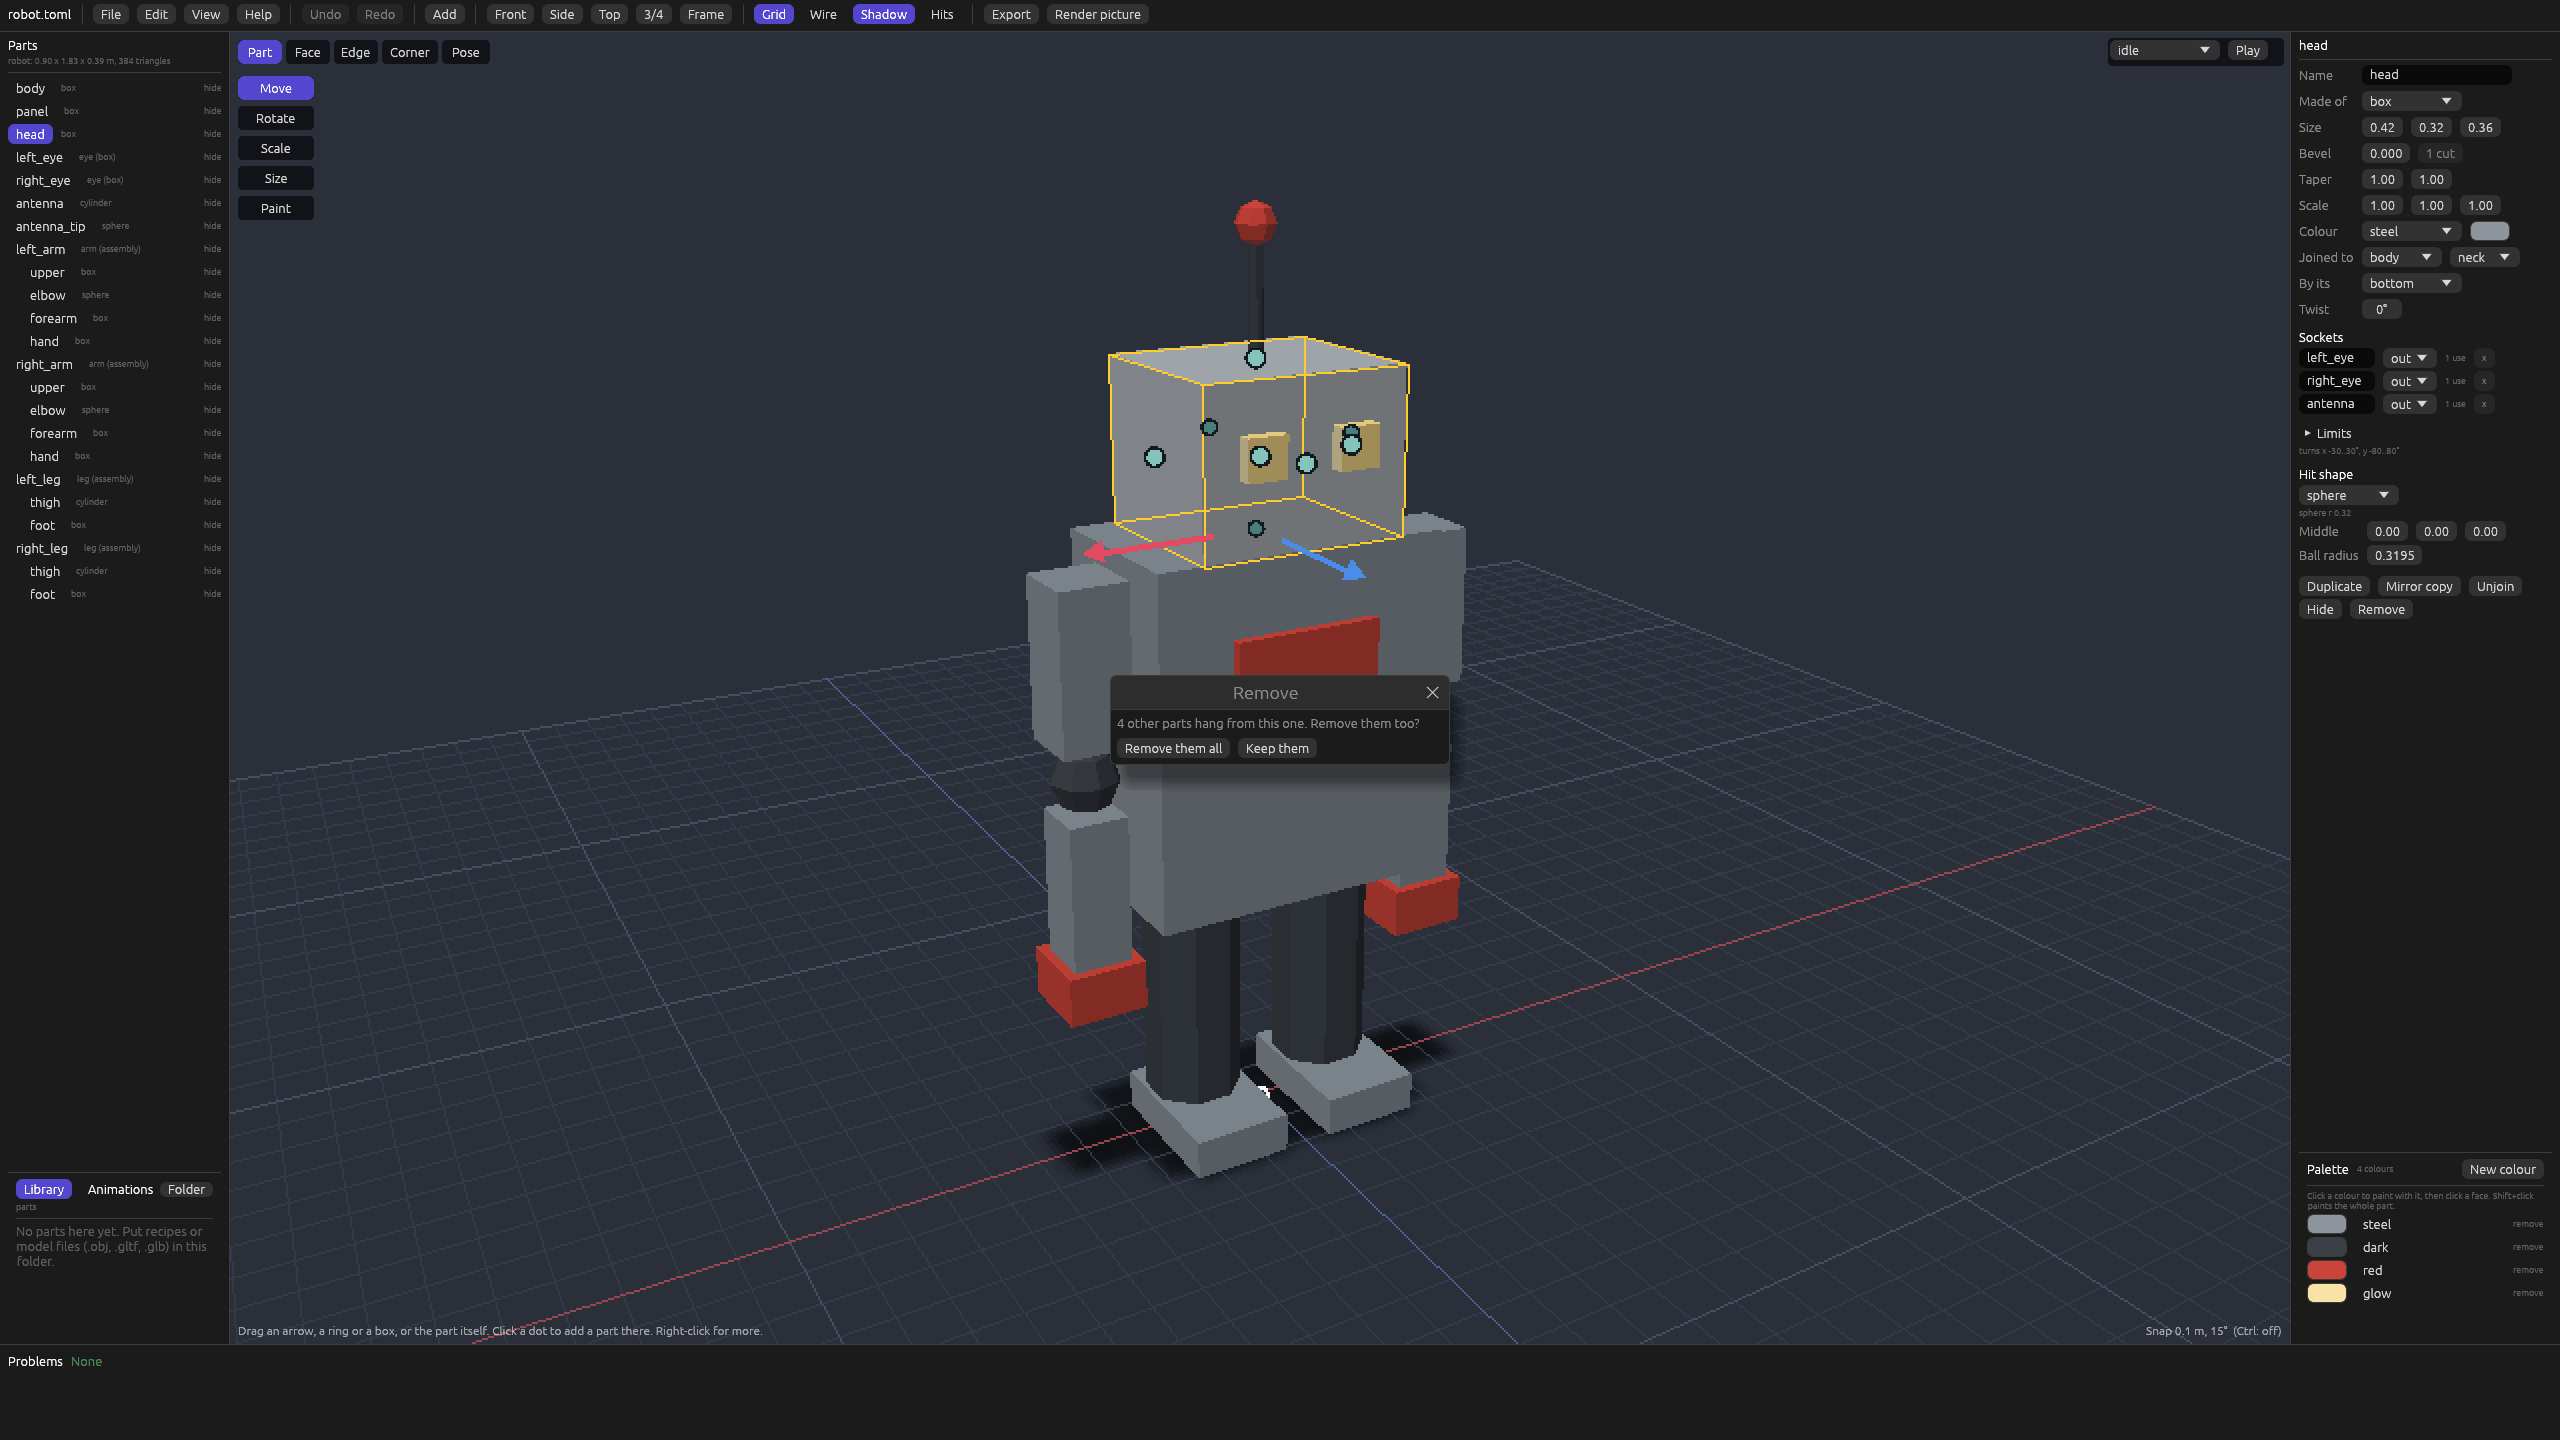 robot.toml File Edit View Help Undo Redo Add Front Side Top 3/4 Frame Grid Wire Shadow Hits Export Render picture
Parts
robot: 0.90 x 1.83 x 0.39 m, 384 triangles
body box hide
panel box hide
head box hide
left_eye eye (box) hide
right_eye eye (box) hide
antenna cylinder hide
antenna_tip sphere hide
left_arm arm (assembly) hide
upper box hide
elbow sphere hide
forearm box hide
hand box hide
right_arm arm (assembly) hide
upper box hide
elbow sphere hide
forearm box hide
hand box hide
left_leg leg (assembly) hide
thigh cylinder hide
foot box hide
right_leg leg (assembly) hide
thigh cylinder hide
foot box hide
Library Animations Folder
parts
No parts here yet. Put recipes or
model files (.obj, .gltf, .glb) in this
folder.
Part Face Edge Corner Pose
Move
Rotate
Scale
Size
Paint
idle Play
Remove
4 other parts hang from this one. Remove them too?
Remove them all Keep them
Drag an arrow, a ring or a box, or the part itself. Click a dot to add a part there. Right-click for more.
Snap 0.1 m, 15° (Ctrl: off)
head
Name head
Made of box
Size 0.42 0.32 0.36
Bevel 0.000 1 cut
Taper 1.00 1.00
Scale 1.00 1.00 1.00
Colour steel
Joined to body neck
By its bottom
Twist 0°
Sockets
left_eye out 1 use x
right_eye out 1 use x
antenna out 1 use x
Limits
turns x -30..30°, y -80..80°
Hit shape
sphere
sphere r 0.32
Middle 0.00 0.00 0.00
Ball radius 0.3195
Duplicate Mirror copy Unjoin
Hide Remove
Palette 4 colours New colour
Click a colour to paint with it, then click a face. Shift+click
paints the whole part.
steel remove
dark remove
red remove
glow remove
Problems None